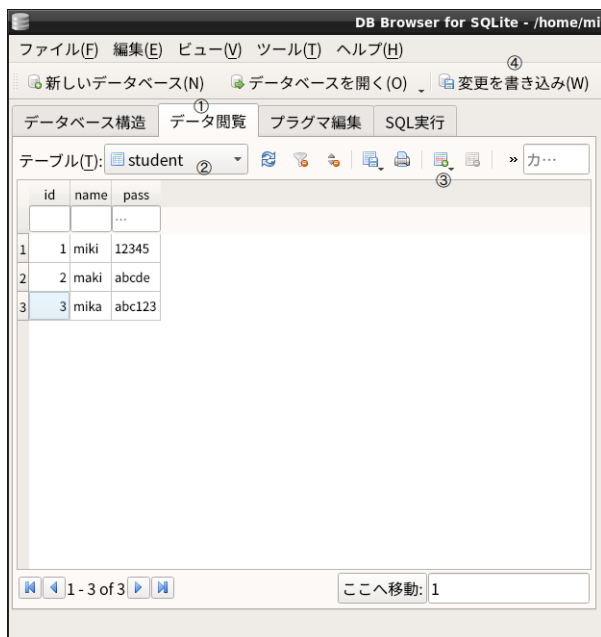 DB Browser for SQLite - /home/mi
ファイル(F) 編集(E) ビュー(V) ツール(T) ヘルプ(H)
④
新しいデータベース(N) データベースを開く(O) 変更を書き込み(W)
①
データベース構造 データ閲覧 プラグマ編集 SQL実行
テーブル(T): student ② » カ…
③
id name pass
…
1 1 miki 12345
2 2 maki abcde
3 3 mika abc123
1 - 3 of 3 ここへ移動: 1